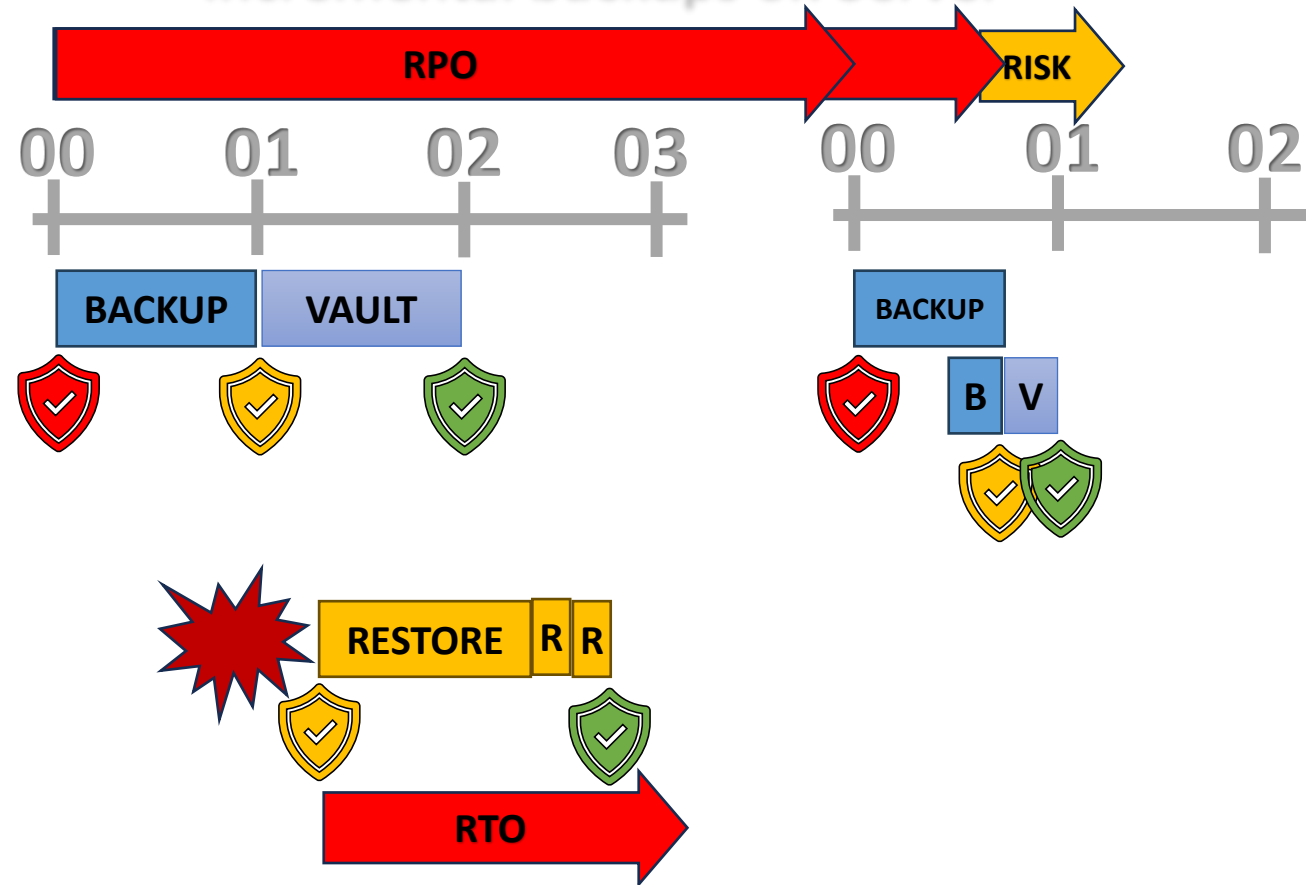 RPO
RISK
00 01 02 03 00 01 02
BACKUP VAULT BACKUP
B V
RESTORE R R
RTO